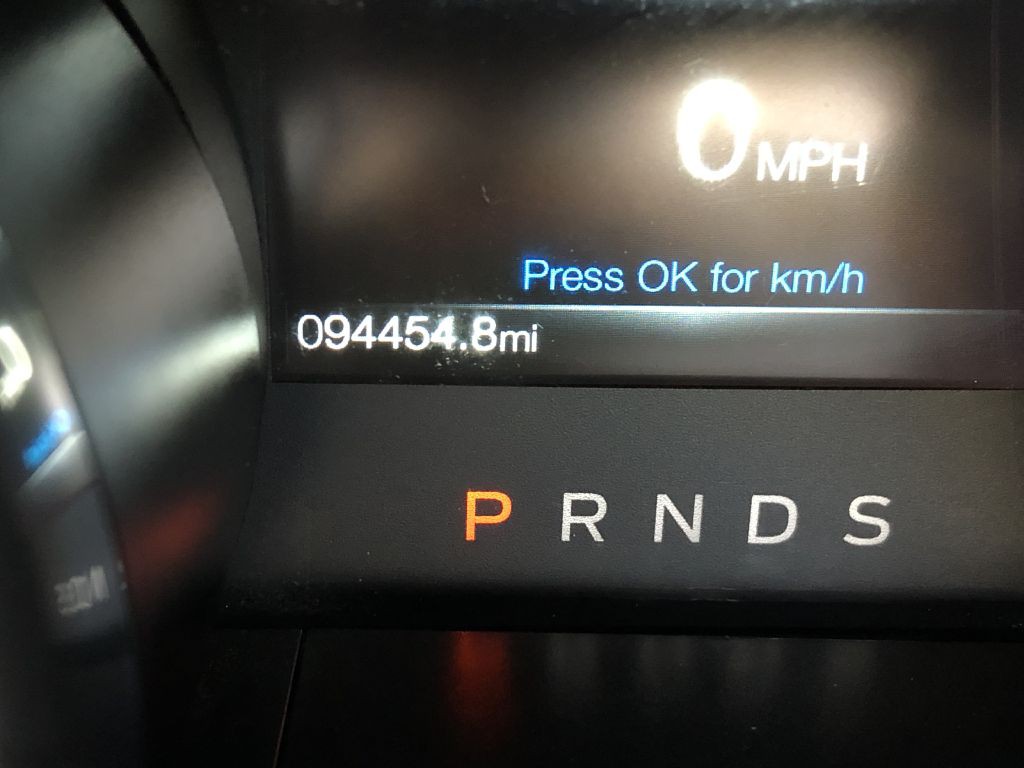 0 MPH
Press OK for km/h
094454.8mi
P R N D S